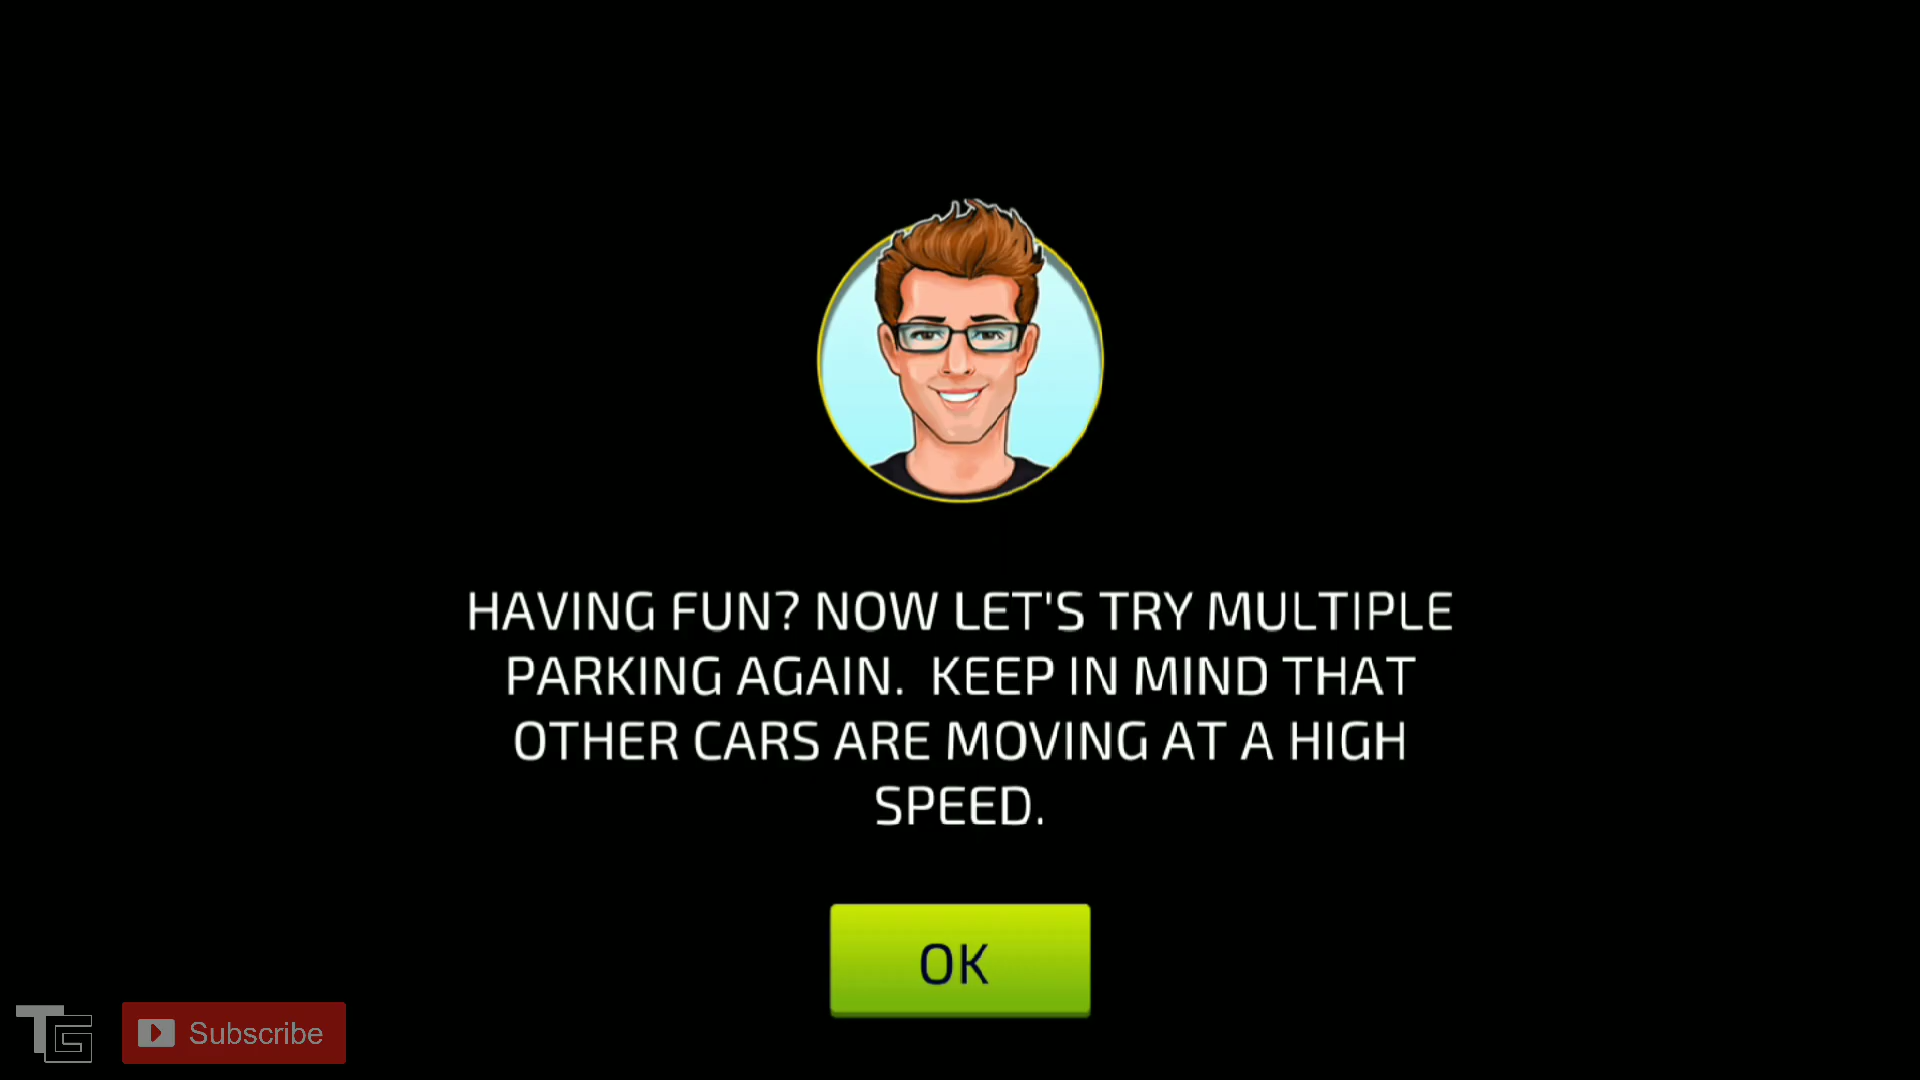 HAVING FUN? NOW LET'S TRY MULTIPLE
PARKING AGAIN.  KEEP IN MIND THAT
OTHER CARS ARE MOVING AT A HIGH
SPEED.
OK
TG
Subscribe